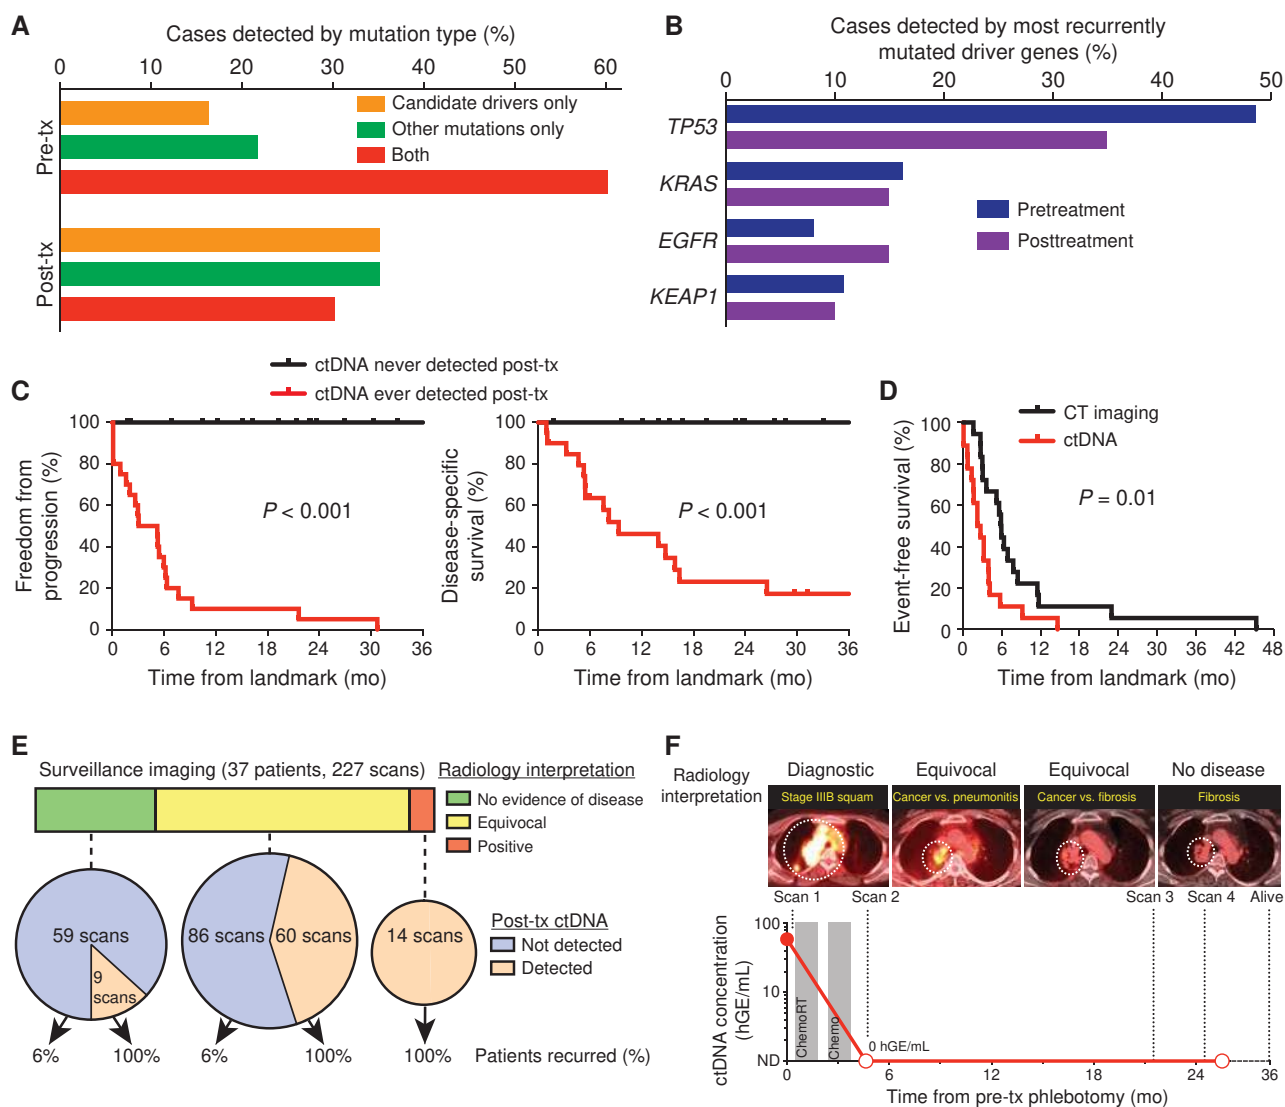 A
Cases detected by mutation type (%)
0 10 20 30 40 50 60
Candidate drivers only
Other mutations only
Both
Pre-tx
Post-tx
B
Cases detected by most recurrently
mutated driver genes (%)
0 10 20 30 40 50
TP53
KRAS
EGFR
KEAP1
Pretreatment
Posttreatment
ctDNA never detected post-tx
ctDNA ever detected post-tx
C
Freedom from
progression (%)
100
80
60
40
20
0
P < 0.001
0 6 12 18 24 30 36
Time from landmark (mo)
Disease-specific
survival (%)
100
80
60
40
20
0
P < 0.001
0 6 12 18 24 30 36
Time from landmark (mo)
D
CT imaging
ctDNA
Event-free survival (%)
100
80
60
40
20
0
P = 0.01
0 6 12 18 24 30 36 42 48
Time from landmark (mo)
E
Surveillance imaging (37 patients, 227 scans)
Radiology interpretation
No evidence of disease
Equivocal
Positive
59 scans
9
scans
86 scans
60 scans
14 scans
Post-tx ctDNA
Not detected
Detected
6% 100% 6% 100% 100% Patients recurred (%)
F
Radiology
interpretation
Diagnostic Equivocal Equivocal No disease
Stage IIIB squam Cancer vs. pneumonitis Cancer vs. fibrosis Fibrosis
Scan 1 Scan 2 Scan 3 Scan 4 Alive
ctDNA concentration
(hGE/mL)
100
10
ND
ChemoRT
Chemo
0 hGE/mL
0 6 12 18 24 36
Time from pre-tx phlebotomy (mo)